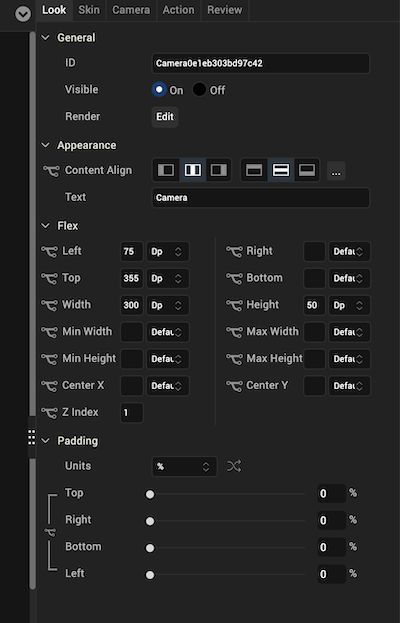 Look Skin Camera Action Review
General
ID Camera0e1eb303bd97c42
Visible On Off
Render Edit
Appearance
Content Align ...
Text Camera
Flex
Left 75 Dp Right Defau
Top 355 Dp Bottom Defau
Width 300 Dp Height 50 Dp
Min Width Defau Max Width Defau
Min Height Defau Max Height Defau
Center X Defau Center Y Defau
Z Index 1
Padding
Units %
Top 0 %
Right 0 %
Bottom 0 %
Left 0 %